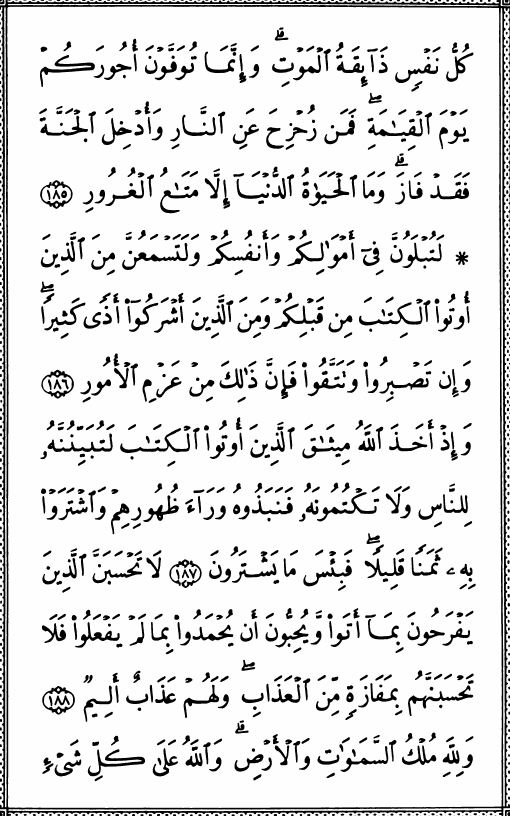 كُلُّ نَفۡسٖ ذَآئِقَةُ ٱلۡمَوۡتِۗ وَإِنَّمَا تُوَفَّوۡنَ أُجُورَكُمۡ
يَوۡمَ ٱلۡقِيَٰمَةِۖ فَمَن زُحۡزِحَ عَنِ ٱلنَّارِ وَأُدۡخِلَ ٱلۡجَنَّةَ
فَقَدۡ فَازَۗ وَمَا ٱلۡحَيَوٰةُ ٱلدُّنۡيَآ إِلَّا مَتَٰعُ ٱلۡغُرُورِ ١٨٥
* لَتُبۡلَوُنَّ فِيٓ أَمۡوَٰلِكُمۡ وَأَنفُسِكُمۡ وَلَتَسۡمَعُنَّ مِنَ ٱلَّذِينَ
أُوتُواْ ٱلۡكِتَٰبَ مِن قَبۡلِكُمۡ وَمِنَ ٱلَّذِينَ أَشۡرَكُوٓاْ أَذٗى كَثِيرٗاۚ
وَإِن تَصۡبِرُواْ وَتَتَّقُواْ فَإِنَّ ذَٰلِكَ مِنۡ عَزۡمِ ٱلۡأُمُورِ ١٨٦
وَإِذۡ أَخَذَ ٱللَّهُ مِيثَٰقَ ٱلَّذِينَ أُوتُواْ ٱلۡكِتَٰبَ لَتُبَيِّنُنَّهُۥ
لِلنَّاسِ وَلَا تَكۡتُمُونَهُۥ فَنَبَذُوهُ وَرَآءَ ظُهُورِهِمۡ وَٱشۡتَرَوۡاْ
بِهِۦ ثَمَنٗا قَلِيلٗاۖ فَبِئۡسَ مَا يَشۡتَرُونَ ١٨٧ لَا تَحۡسَبَنَّ ٱلَّذِينَ
يَفۡرَحُونَ بِمَآ أَتَواْ وَّيُحِبُّونَ أَن يُحۡمَدُواْ بِمَا لَمۡ يَفۡعَلُواْ فَلَا
تَحۡسَبَنَّهُم بِمَفَازَةٖ مِّنَ ٱلۡعَذَابِۖ وَلَهُمۡ عَذَابٌ أَلِيمٞ ١٨٨
وَلِلَّهِ مُلۡكُ ٱلسَّمَٰوَٰتِ وَٱلۡأَرۡضِۗ وَٱللَّهُ عَلَىٰ كُلِّ شَيۡءٖ